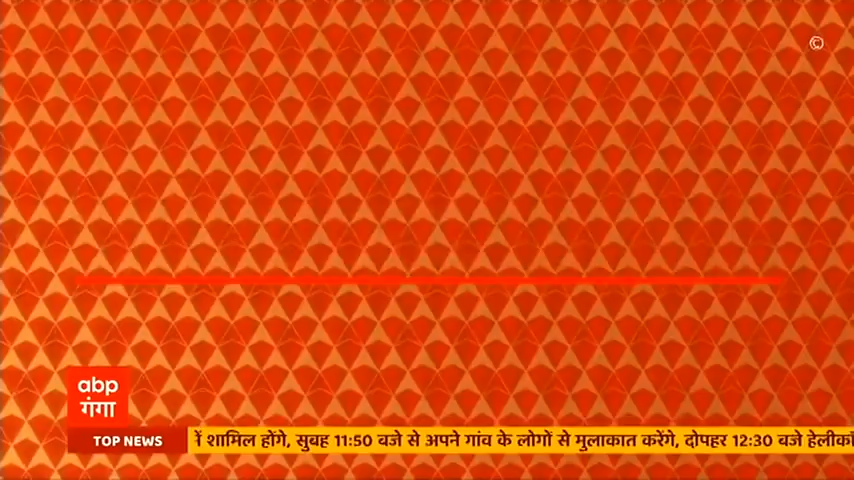 ©
abp
गंगा
TOP NEWS
शामिल होंगे, सुबह 11:50 बजे से अपने गांव के लोगों से मुलाकात करेंगे, दोपहर 12:30 बजे